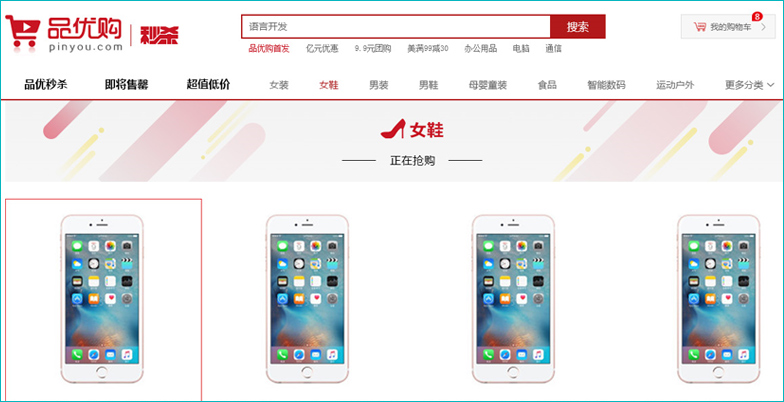 品优购
pinyou.com
秒杀
语言开发
搜索
我的购物车
8
品优购首发 亿元优惠 9.9元团购 美满99减30 办公用品 电脑 通信
品优秒杀 即将售罄 超值低价 女装 女鞋 男装 男鞋 母婴童装 食品 智能数码 运动户外 更多分类
女鞋
正在抢购